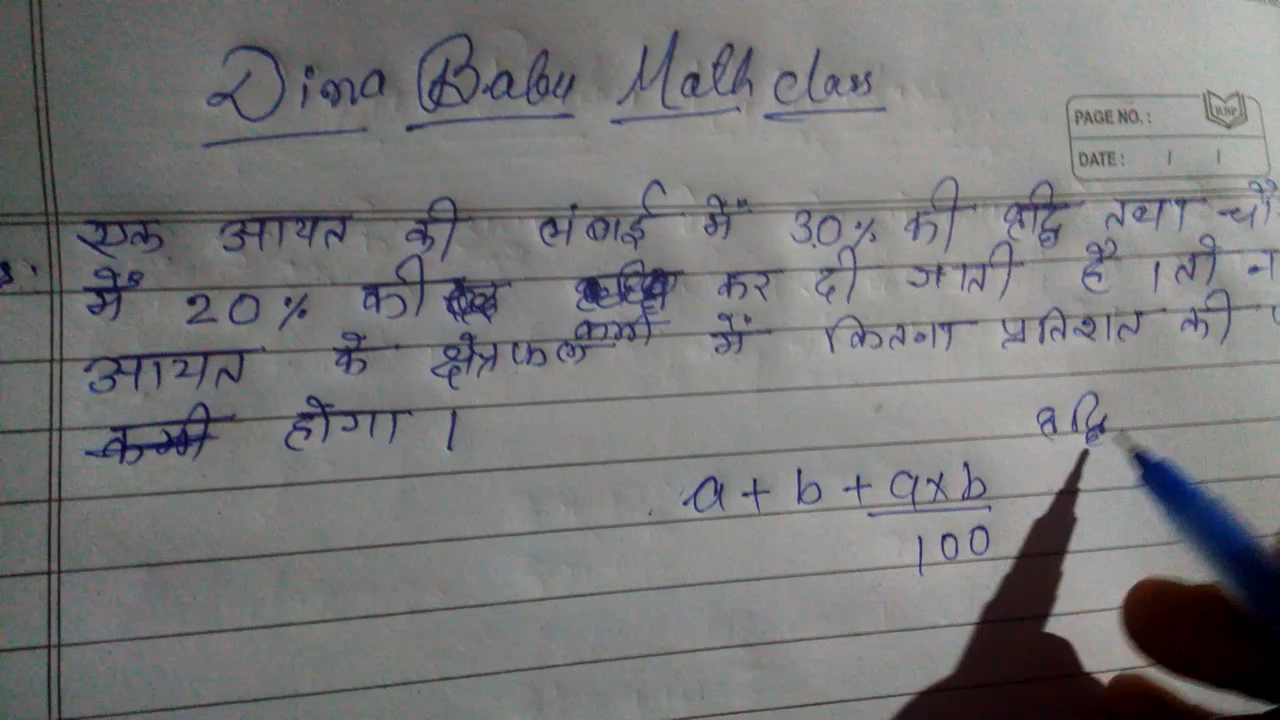 Dina Babu Math class
RNP
PAGE NO. :
DATE : / /
एक आयत की लंबाई में 30% की वृद्धि तथा चौ
में 20% की कमी कर दी जाती है । तो
आयत के क्षेत्रफल में कितना प्रतिशत की
कमी होगा ।
वृद्धि
a + b + a×b
100